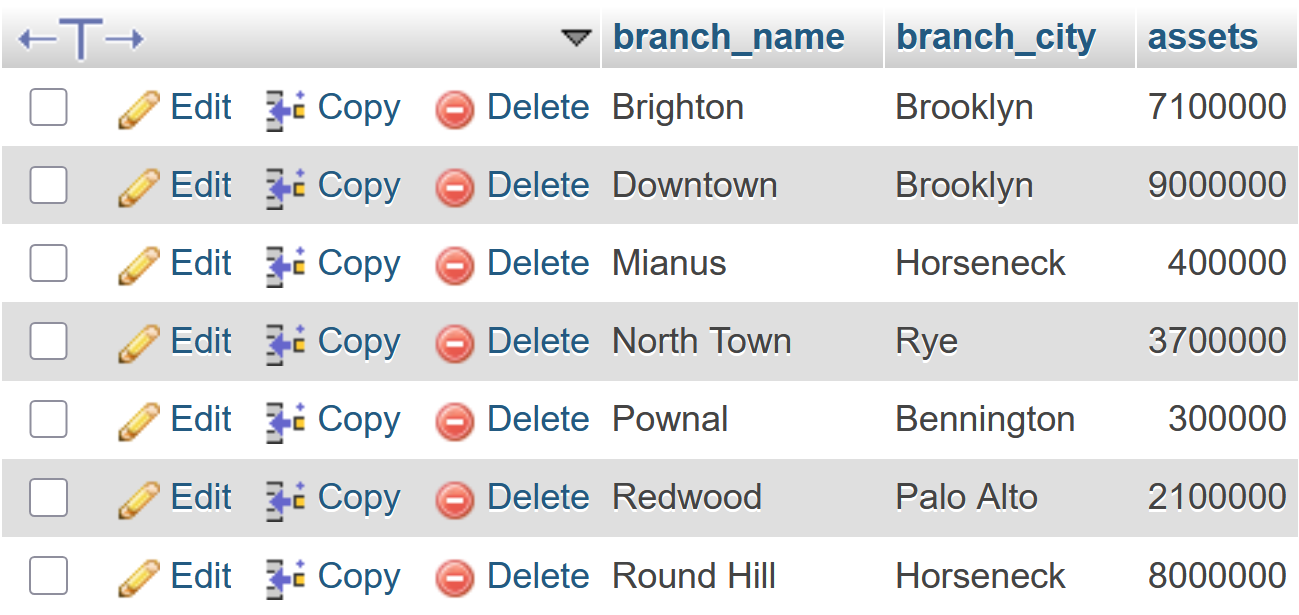 branch_name branch_city assets
Edit Copy Delete Brighton Brooklyn 7100000
Edit Copy Delete Downtown Brooklyn 9000000
Edit Copy Delete Mianus Horseneck 400000
Edit Copy Delete North Town Rye 3700000
Edit Copy Delete Pownal Bennington 300000
Edit Copy Delete Redwood Palo Alto 2100000
Edit Copy Delete Round Hill Horseneck 8000000